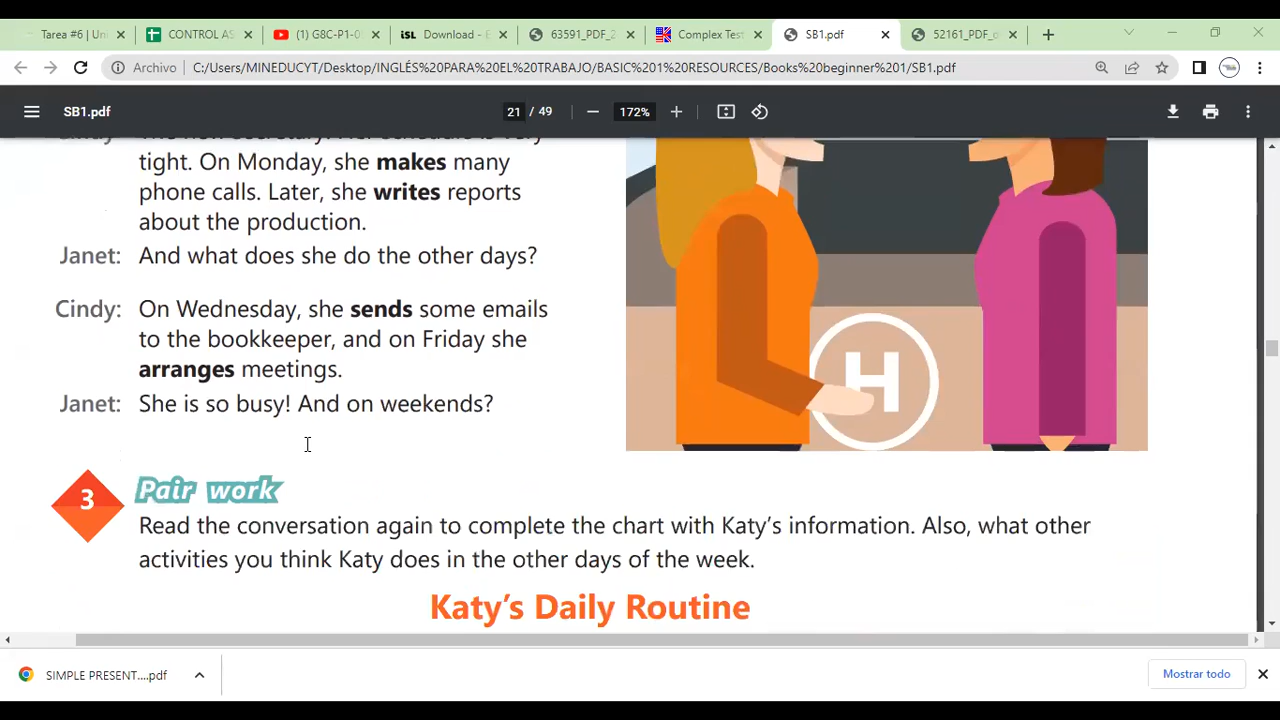 Tarea #6 | Un
CONTROL AS
(1) G8C-P1-0
iSL Download - E
63591_PDF_2
Complex Test
SB1.pdf
52161_PDF_
Archivo C:/Users/MINEDUCYT/Desktop/INGLÉS%20PARA%20EL%20TRABAJO/BASIC%201%20RESOURCES/Books%20beginner%201/SB1.pdf
SB1.pdf 21 / 49 172%
tight. On Monday, she makes many
phone calls. Later, she writes reports
about the production.
Janet: And what does she do the other days?
Cindy: On Wednesday, she sends some emails
to the bookkeeper, and on Friday she
arranges meetings.
Janet: She is so busy! And on weekends?
H
3 Pair work
Read the conversation again to complete the chart with Katy's information. Also, what other
activities you think Katy does in the other days of the week.
Katy's Daily Routine
SIMPLE PRESENT....pdf
Mostrar todo